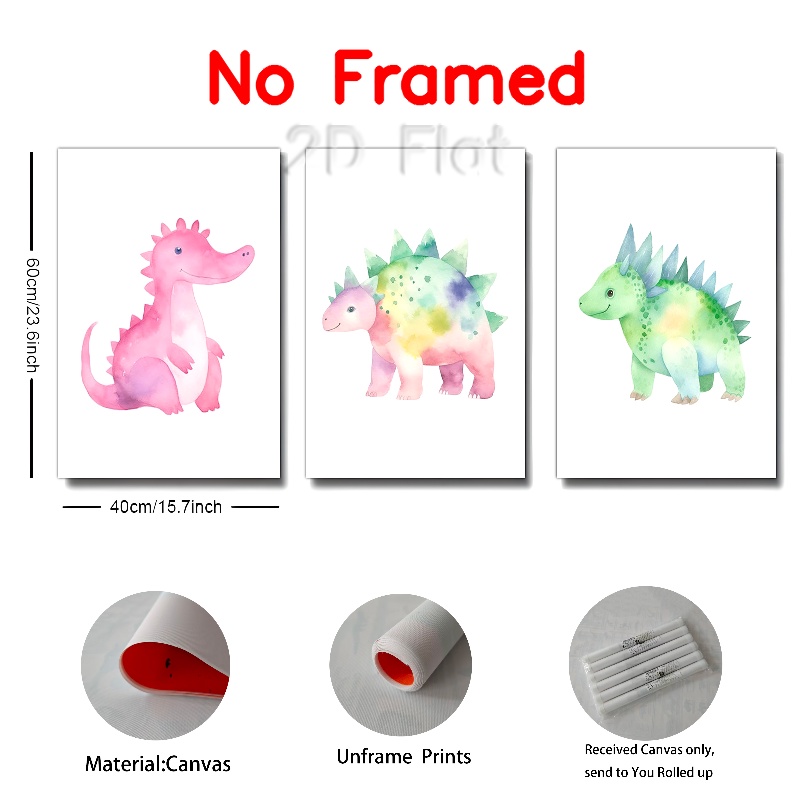 No Framed
2D Flat
60cm/23.6inch
40cm/15.7inch
Material:Canvas
Unframe Prints
Received Canvas only,
send to You Rolled up